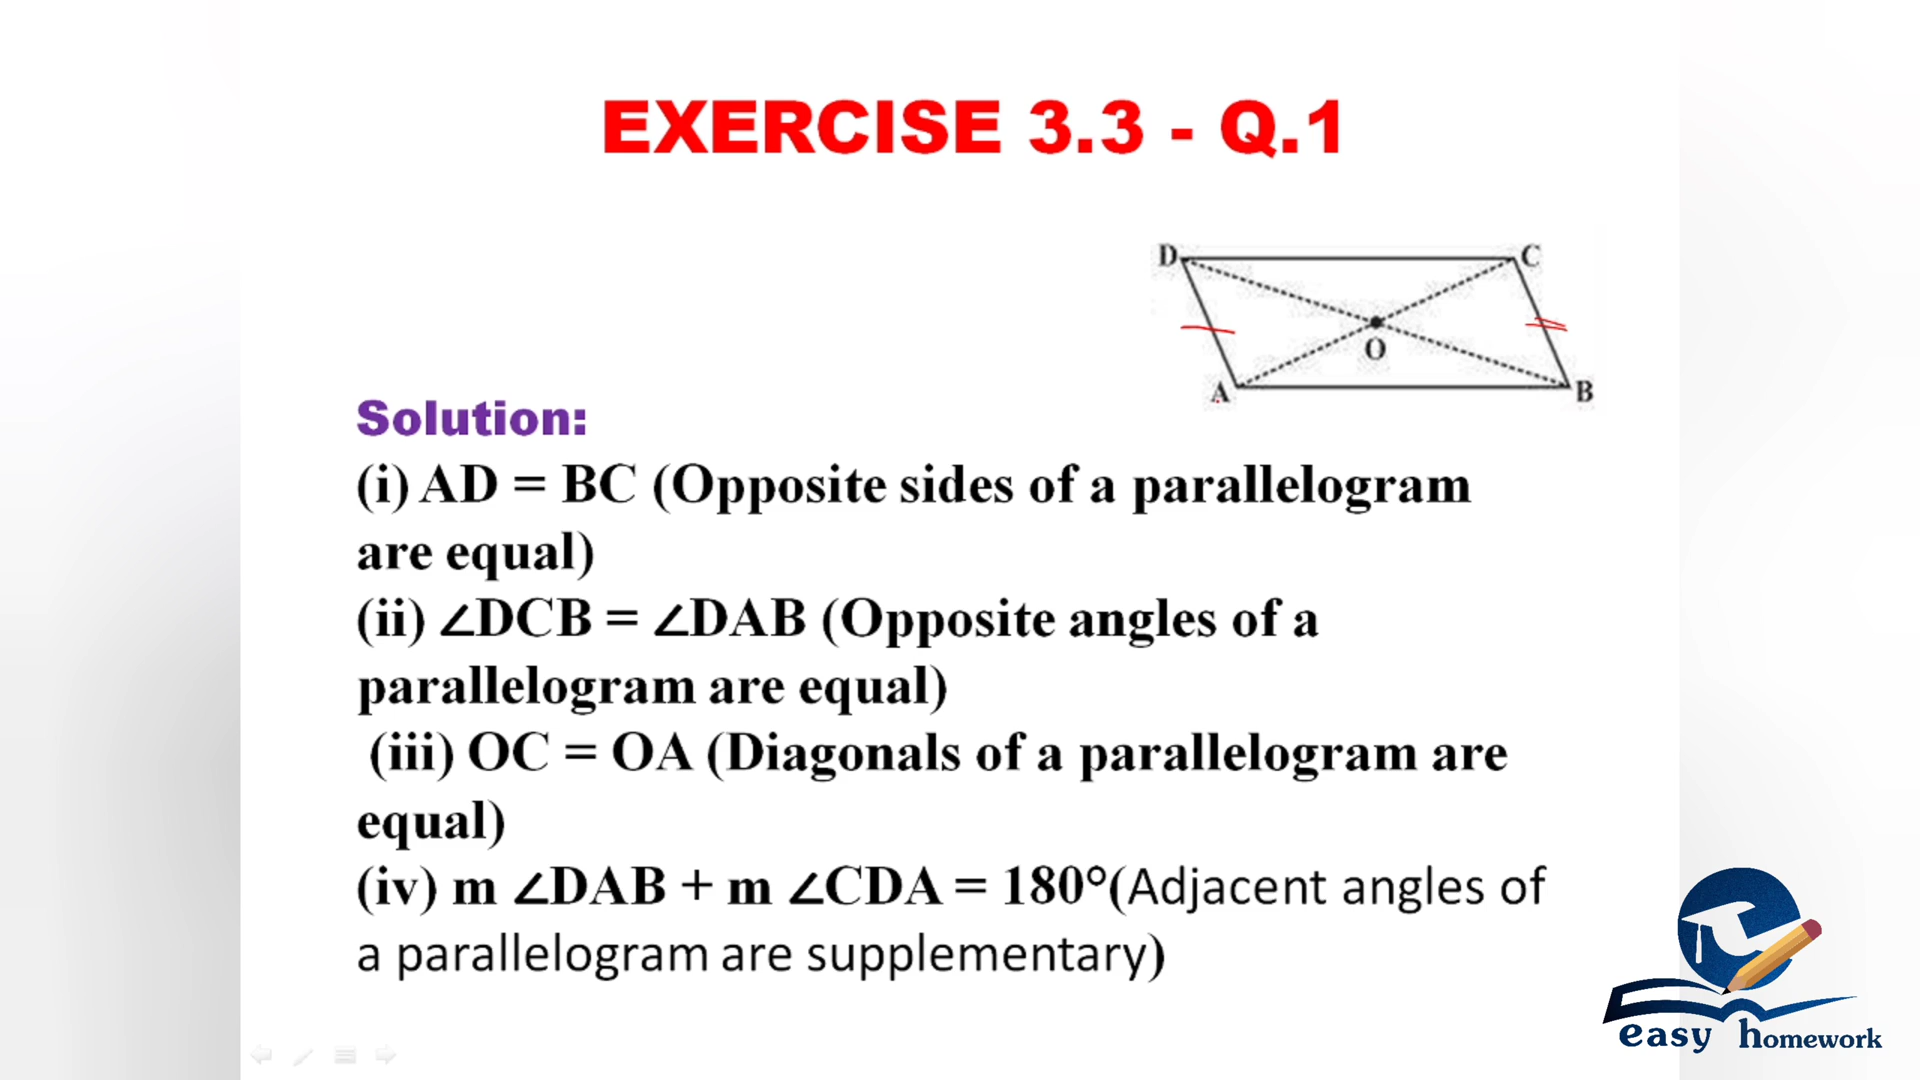 EXERCISE 3.3 - Q.1
D
C
O
A
B
Solution:
(i) AD = BC (Opposite sides of a parallelogram
are equal)
(ii) ∠DCB = ∠DAB (Opposite angles of a
parallelogram are equal)
(iii) OC = OA (Diagonals of a parallelogram are
equal)
(iv) m ∠DAB + m ∠CDA = 180°(Adjacent angles of
a parallelogram are supplementary)
easy homework